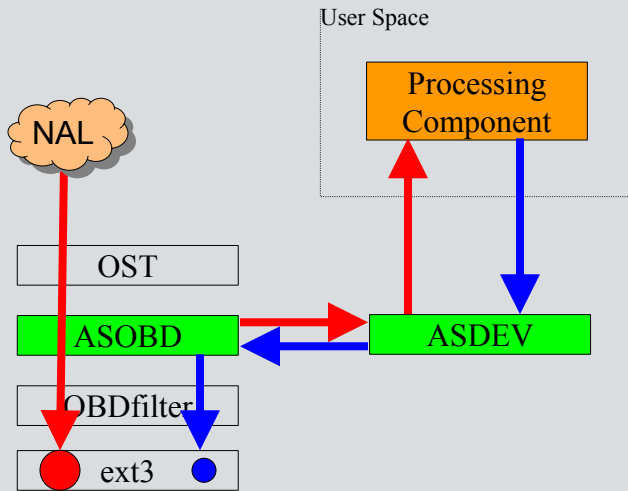 User Space
Processing
Component
NAL
OST
ASOBD
ASDEV
OBDfilter
ext3